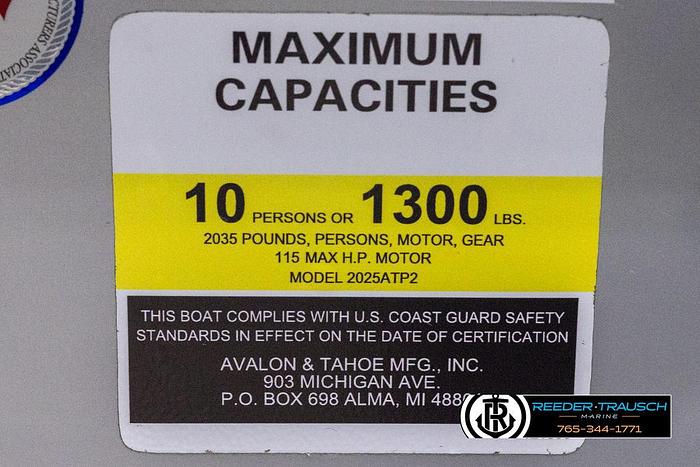 MAXIMUM
CAPACITIES
10 PERSONS OR 1300 LBS.
2035 POUNDS, PERSONS, MOTOR, GEAR
115 MAX H.P. MOTOR
MODEL 2025ATP2
THIS BOAT COMPLIES WITH U.S. COAST GUARD SAFETY
STANDARDS IN EFFECT ON THE DATE OF CERTIFICATION
AVALON & TAHOE MFG., INC.
903 MICHIGAN AVE.
P.O. BOX 698 ALMA, MI
REEDER-TRAUSCH
MARINE
765-344-1771